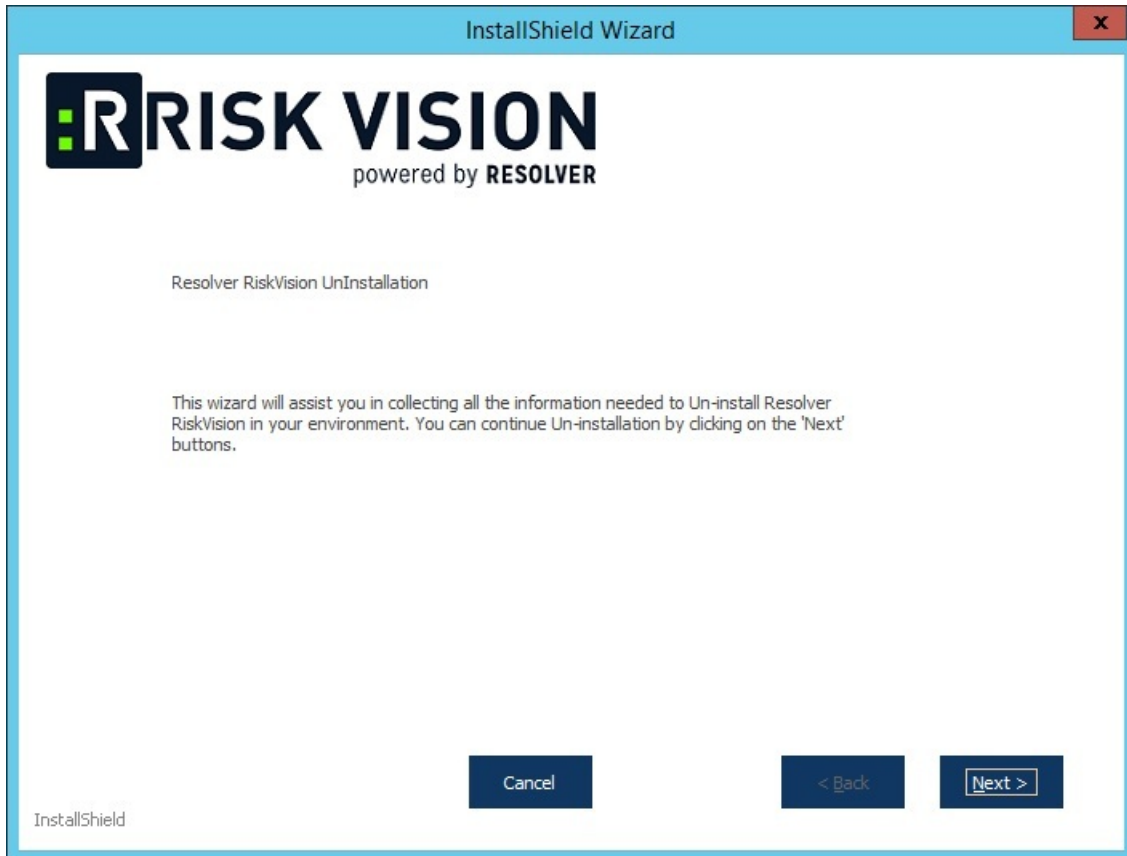 InstallShield Wizard
x
:R RISK VISION
powered by RESOLVER
Resolver RiskVision UnInstallation
This wizard will assist you in collecting all the information needed to Un-install Resolver
RiskVision in your environment. You can continue Un-installation by clicking on the 'Next'
buttons.
Cancel
< Back
Next >
InstallShield